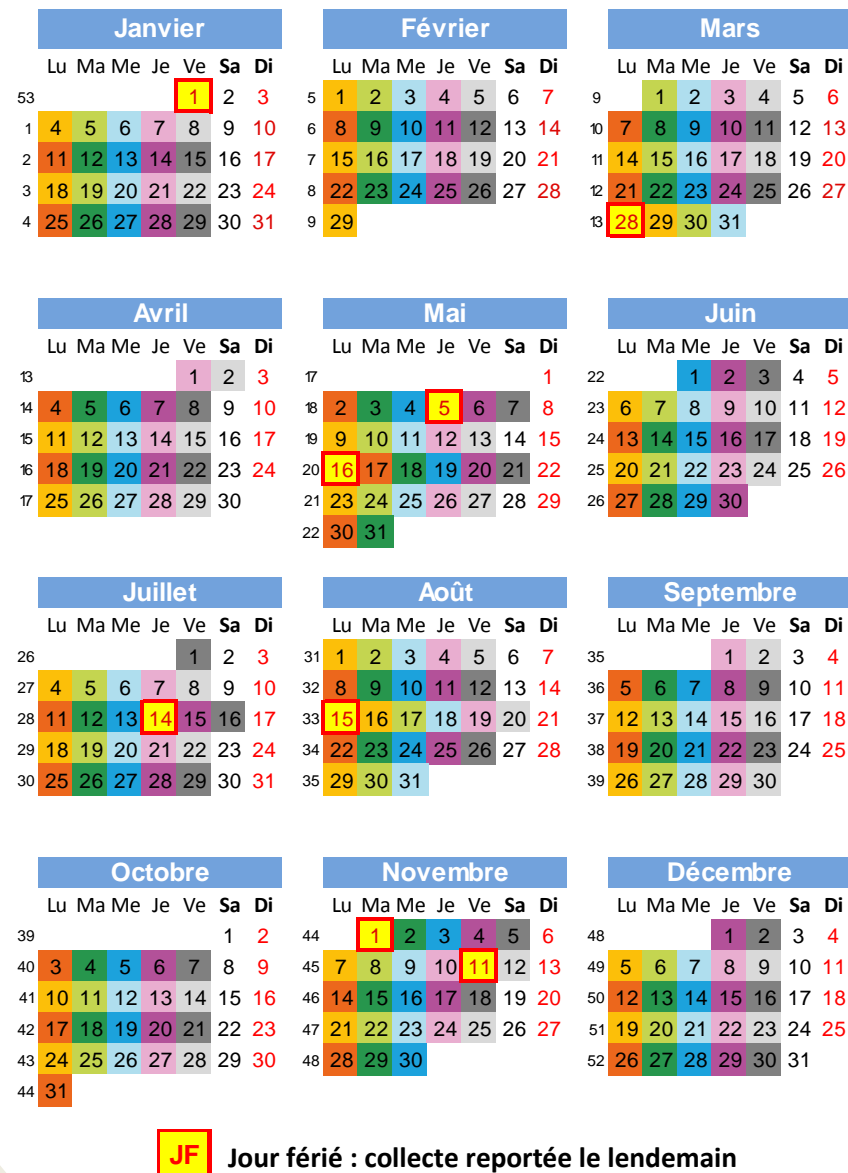 Janvier Février Mars
Lu Ma Me Je Ve Sa Di Lu Ma Me Je Ve Sa Di Lu Ma Me Je Ve Sa Di
53 1 2 3 5 1 2 3 4 5 6 7 9 1 2 3 4 5 6
1 4 5 6 7 8 9 10 6 8 9 10 11 12 13 14 10 7 8 9 10 11 12 13
2 11 12 13 14 15 16 17 7 15 16 17 18 19 20 21 11 14 15 16 17 18 19 20
3 18 19 20 21 22 23 24 8 22 23 24 25 26 27 28 12 21 22 23 24 25 26 27
4 25 26 27 28 29 30 31 9 29 13 28 29 30 31
Avril Mai Juin
Lu Ma Me Je Ve Sa Di Lu Ma Me Je Ve Sa Di Lu Ma Me Je Ve Sa Di
13 1 2 3 17 1 22 1 2 3 4 5
14 4 5 6 7 8 9 10 18 2 3 4 5 6 7 8 23 6 7 8 9 10 11 12
15 11 12 13 14 15 16 17 19 9 10 11 12 13 14 15 24 13 14 15 16 17 18 19
16 18 19 20 21 22 23 24 20 16 17 18 19 20 21 22 25 20 21 22 23 24 25 26
17 25 26 27 28 29 30 21 23 24 25 26 27 28 29 26 27 28 29 30
22 30 31
Juillet Août Septembre
Lu Ma Me Je Ve Sa Di Lu Ma Me Je Ve Sa Di Lu Ma Me Je Ve Sa Di
26 1 2 3 31 1 2 3 4 5 6 7 35 1 2 3 4
27 4 5 6 7 8 9 10 32 8 9 10 11 12 13 14 36 5 6 7 8 9 10 11
28 11 12 13 14 15 16 17 33 15 16 17 18 19 20 21 37 12 13 14 15 16 17 18
29 18 19 20 21 22 23 24 34 22 23 24 25 26 27 28 38 19 20 21 22 23 24 25
30 25 26 27 28 29 30 31 35 29 30 31 39 26 27 28 29 30
Octobre Novembre Décembre
Lu Ma Me Je Ve Sa Di Lu Ma Me Je Ve Sa Di Lu Ma Me Je Ve Sa Di
39 1 2 44 1 2 3 4 5 6 48 1 2 3 4
40 3 4 5 6 7 8 9 45 7 8 9 10 11 12 13 49 5 6 7 8 9 10 11
41 10 11 12 13 14 15 16 46 14 15 16 17 18 19 20 50 12 13 14 15 16 17 18
42 17 18 19 20 21 22 23 47 21 22 23 24 25 26 27 51 19 20 21 22 23 24 25
43 24 25 26 27 28 29 30 48 28 29 30 52 26 27 28 29 30 31
44 31
JF Jour férié : collecte reportée le lendemain